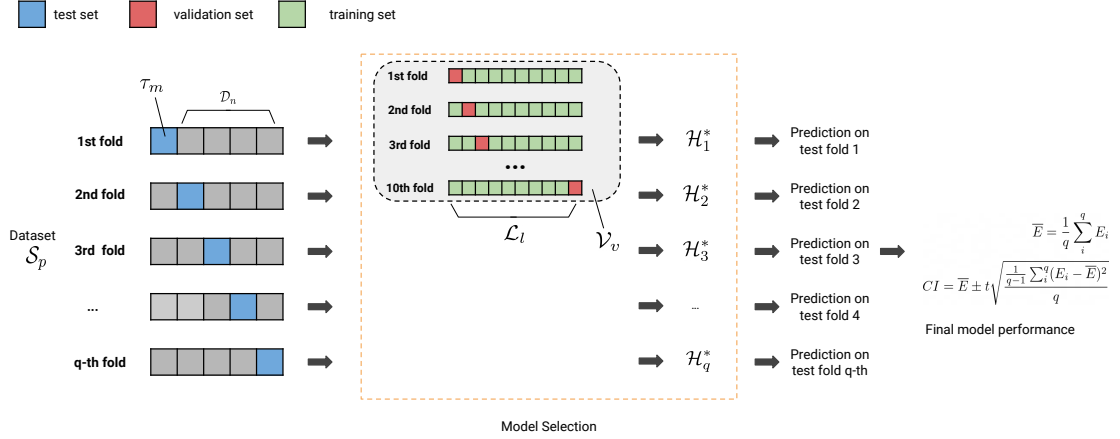 test set
validation set
training set
τ_m
𝒟_n
1st fold
2nd fold
3rd fold
...
q-th fold
Dataset
𝒮_p
1st fold
2nd fold
3rd fold
...
10th fold
ℒ_l
𝒱_v
ℋ*_1
ℋ*_2
ℋ*_3
...
ℋ*_q
Model Selection
Prediction on
test fold 1
Prediction on
test fold 2
Prediction on
test fold 3
Prediction on
test fold 4
Prediction on
test fold q-th
E̅ = 1/q ∑_i^q E_i
CI = E̅ ± t√((1/(q−1) ∑_i^q (E_i − E̅)²)/q)
Final model performance